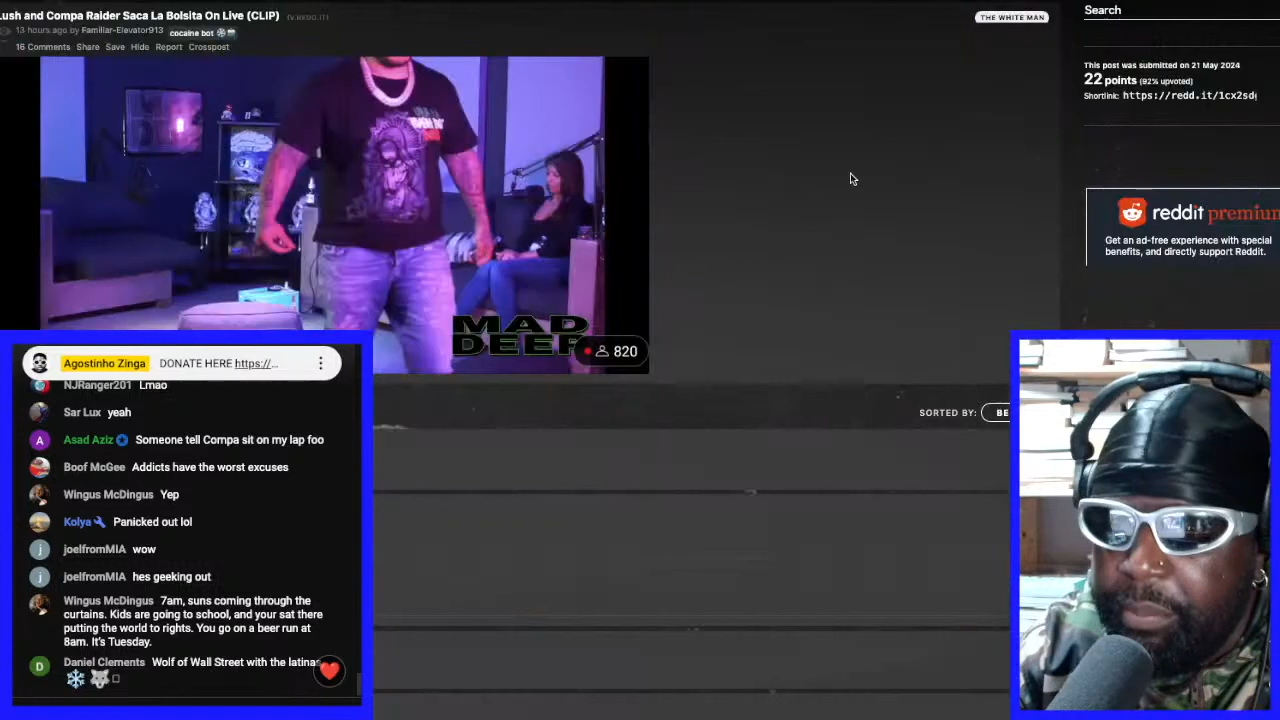 Lush and Compa Raider Saca La Bolsita On Live (CLIP) (V.REDD.IT)
THE WHITE MAN
13 hours ago by Familiar-Elevator913 cocaine bot
16 Comments Share Save Hide Report Crosspost
Search
This post was submitted on 21 May 2024
22 points (92% upvoted)
Shortlink: https://redd.it/1cx2sd
reddit premium
Get an ad-free experience with special
benefits, and directly support Reddit.
MAD
DEEP
820
SORTED BY: BE
Agostinho Zinga DONATE HERE https://...
NJRanger201 Lmao
Sar Lux yeah
A Asad Aziz Someone tell Compa sit on my lap foo
Boof McGee Addicts have the worst excuses
Wingus McDingus Yep
Kolya Panicked out lol
j joelfromMIA wow
j joelfromMIA hes geeking out
Wingus McDingus 7am, suns coming through the
curtains. Kids are going to school, and your sat there
putting the world to rights. You go on a beer run at
8am. It's Tuesday.
D Daniel Clements Wolf of Wall Street with the latinas